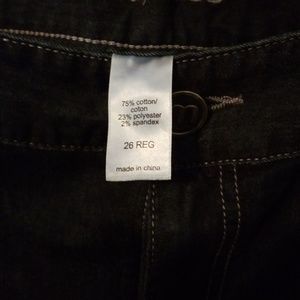 75% cotton/
coton
23% polyester
2% spandex
26 REG
made in china
m